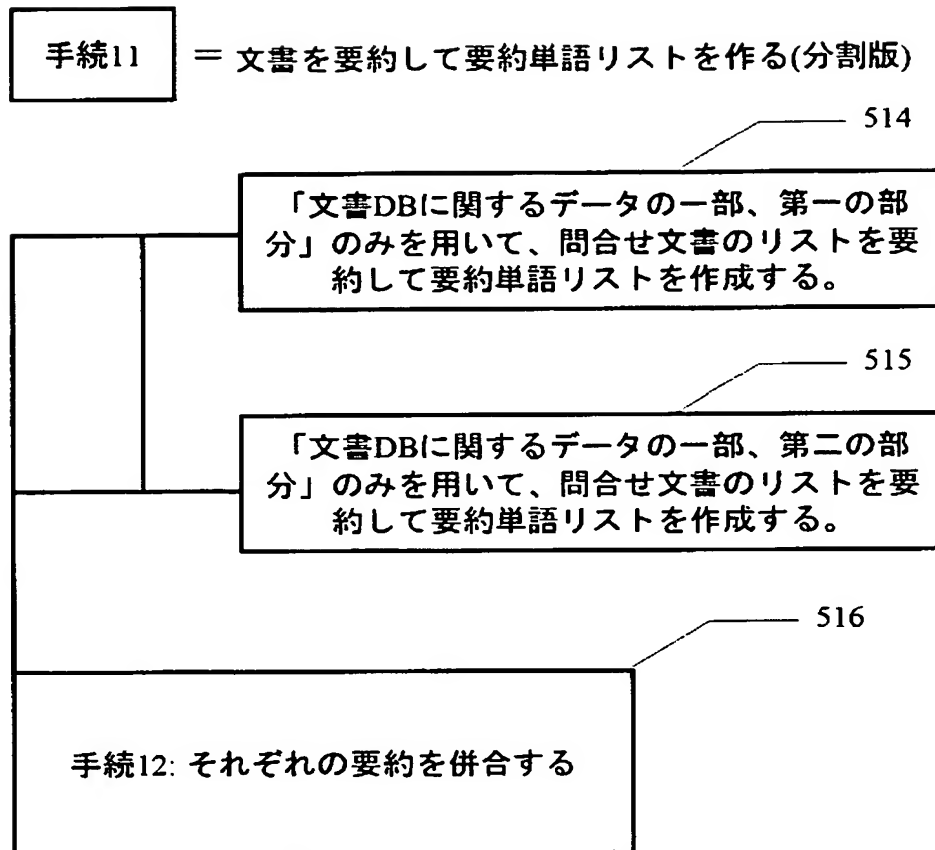 手続11 = 文書を要約して要約単語リストを作る(分割版)
514
「文書DBに関するデータの一部、第一の部
分」のみを用いて、問合せ文書のリストを要
約して要約単語リストを作成する。
515
「文書DBに関するデータの一部、第二の部
分」のみを用いて、問合せ文書のリストを要
約して要約単語リストを作成する。
516
手続12: それぞれの要約を併合する